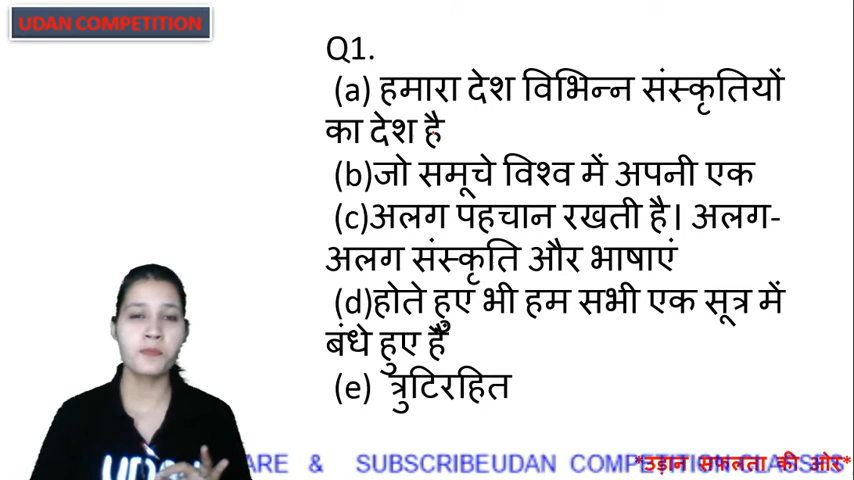 UDAN COMPETITION
Q1.
(a) हमारा देश विभिन्न संस्कृतियों
का देश है
(b)जो समूचे विश्व में अपनी एक
(c)अलग पहचान रखती है। अलग-
अलग संस्कृति और भाषाएं
(d)होते हुए भी हम सभी एक सूत्र में
बंधे हुए हैं
(e) त्रुटिरहित
ARE & SUBSCRIBEUDAN COMPETITION CLASSES
*उड़ान सफलता की ओर*